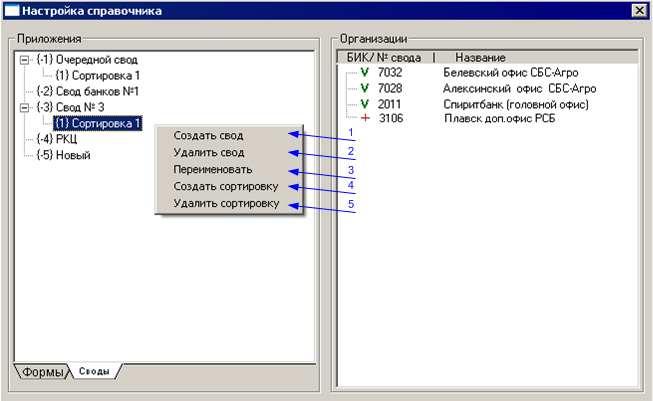 Настройка справочника
Приложения
{-1} Очередной свод
{1} Сортировка 1
{-2} Свод банков №1
{-3} Свод № 3
{1} Сортировка 1
{-4} РКЦ
{-5} Новый
Создать свод
Удалить свод
Переименовать
Создать сортировку
Удалить сортировку
1
2
3
4
5
Формы Своды
Организации
БИК/ № свода | Название
V 7032 Белевский офис СБС-Агро
V 7028 Алексинский офис СБС-Агро
V 2011 Спиритбанк (головной офис)
+ 3106 Плавск доп.офис РСБ